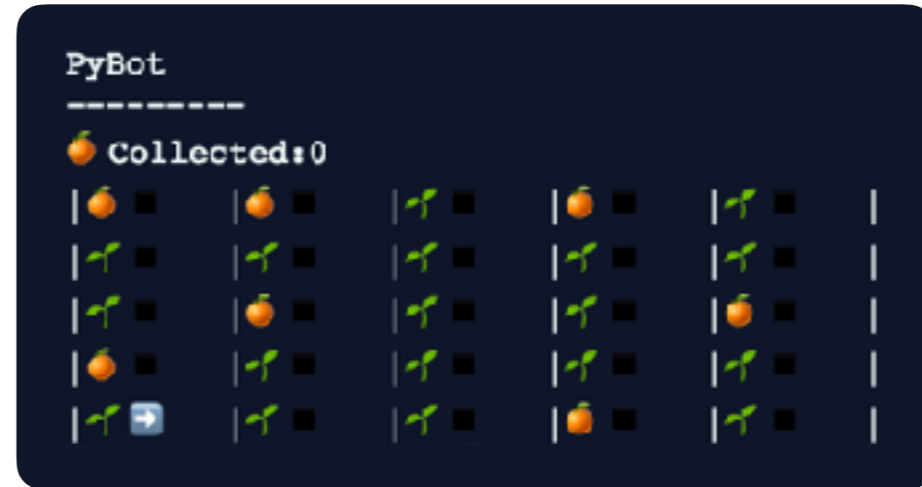 PyBot
---------
🍊 Collected:0
|🍊 ◼ |🍊 ◼ |🌱 ◼ |🍊 ◼ |🌱 ◼ |
|🌱 ◼ |🌱 ◼ |🌱 ◼ |🌱 ◼ |🌱 ◼ |
|🌱 ◼ |🍊 ◼ |🌱 ◼ |🌱 ◼ |🍊 ◼ |
|🍊 ◼ |🌱 ◼ |🌱 ◼ |🌱 ◼ |🌱 ◼ |
|🌱 ➡️ |🌱 ◼ |🌱 ◼ |🍊 ◼ |🌱 ◼ |